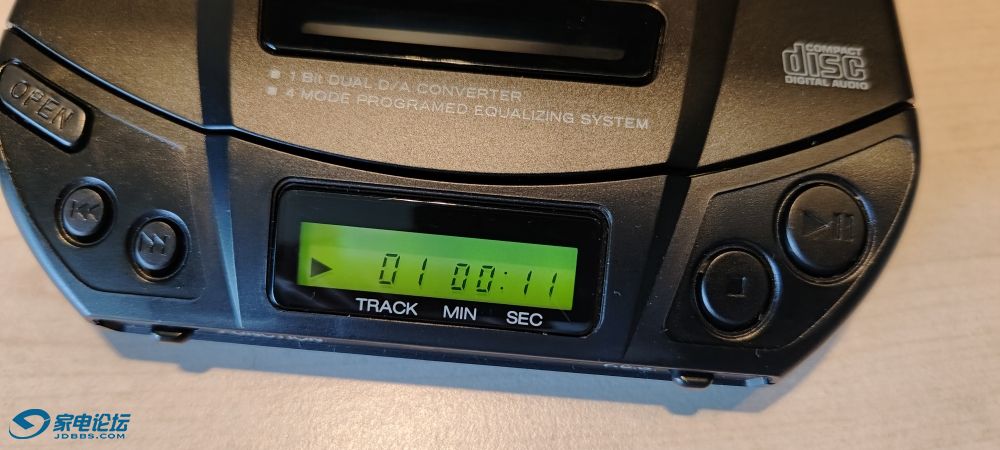 COMPACT
disc
DIGITAL AUDIO
1 Bit DUAL D/A CONVERTER
4 MODE PROGRAMED EQUALIZING SYSTEM
OPEN
01 00:11
TRACK MIN SEC
家电论坛
JDBBS.COM